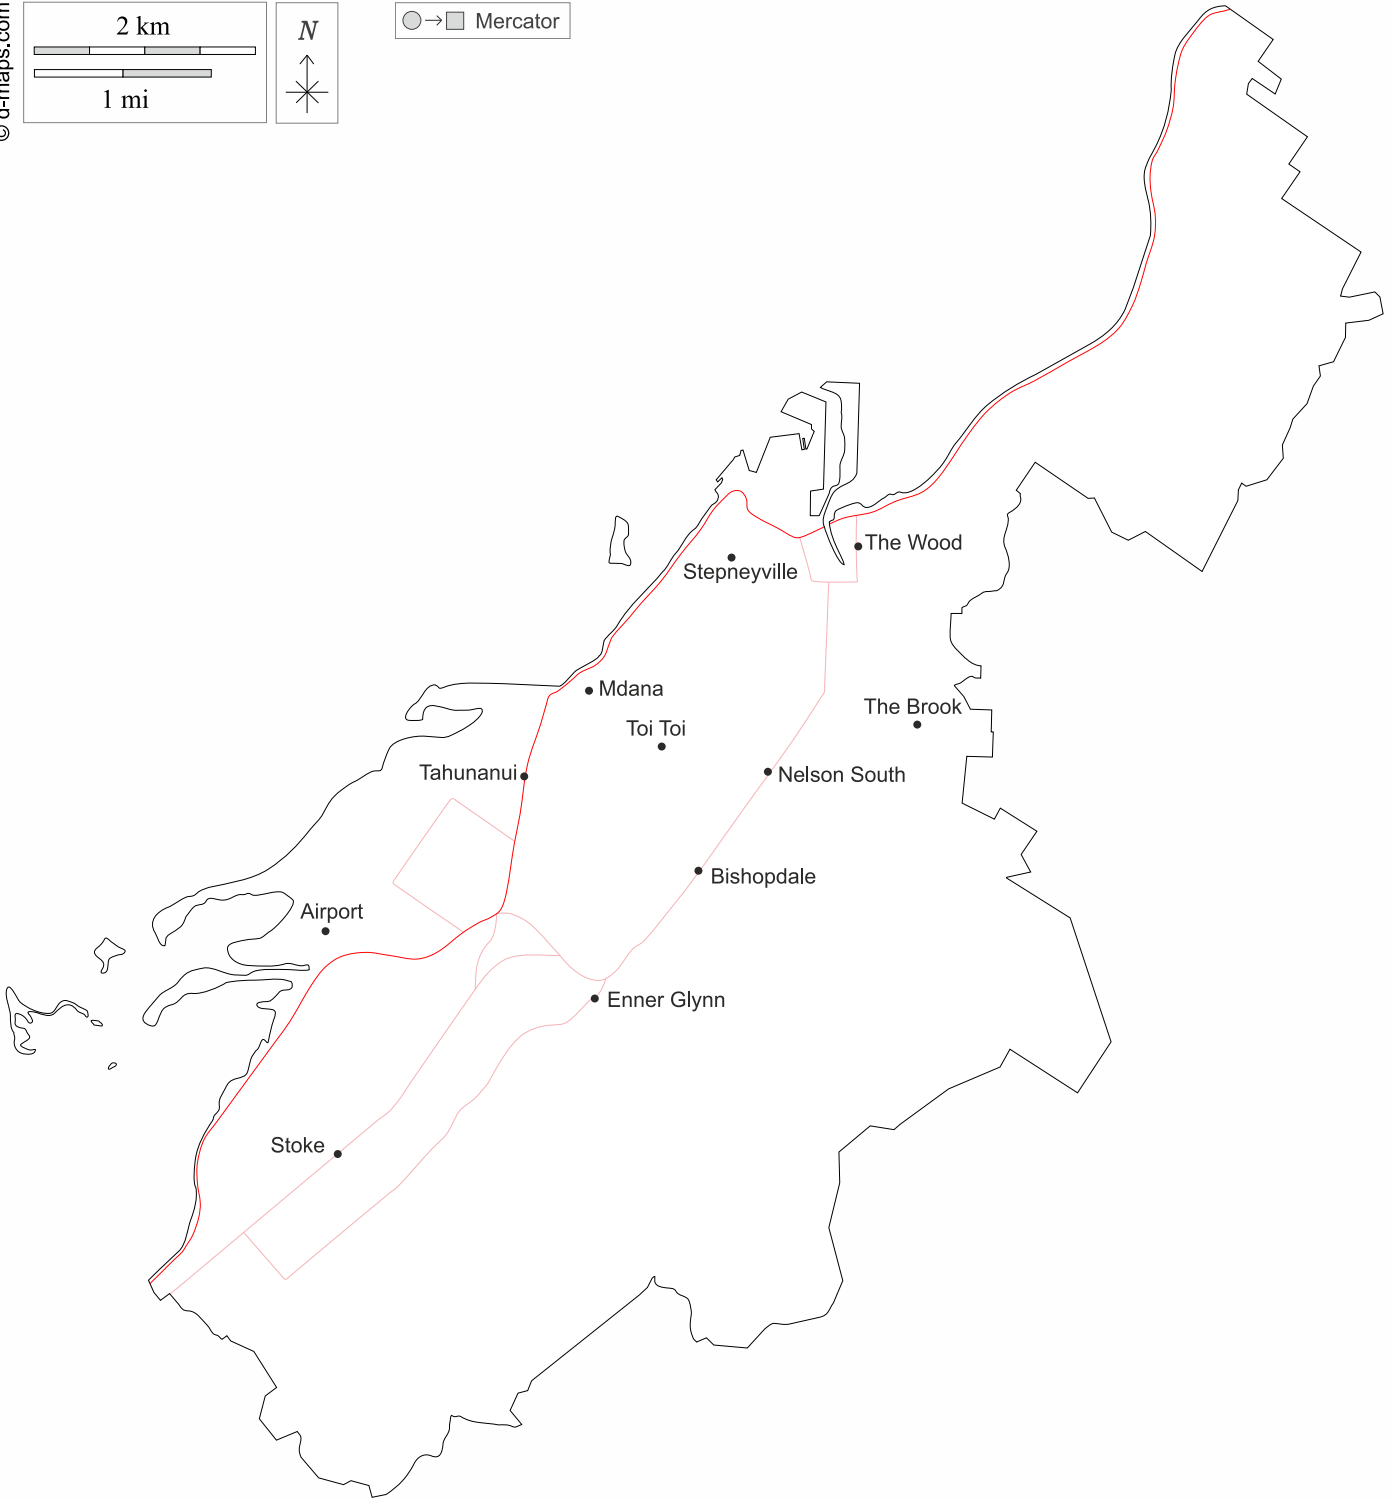 © d-maps.com
2 km
1 mi
N
Mercator
The Wood
Stepneyville
Mdana
The Brook
Toi Toi
Tahunanui
Nelson South
Bishopdale
Airport
Enner Glynn
Stoke